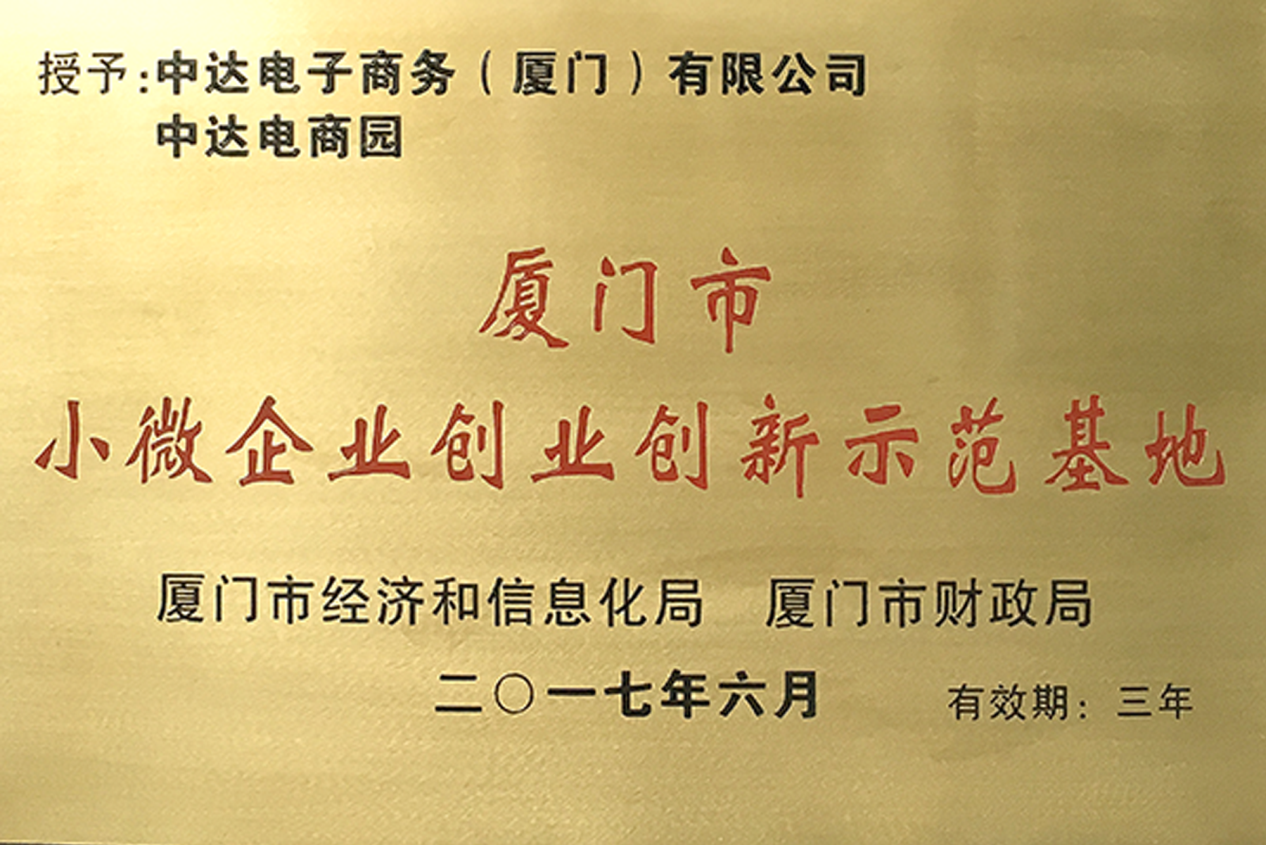 授予:中达电子商务（厦门）有限公司
中达电商园
厦门市
小微企业创业创新示范基地
厦门市经济和信息化局 厦门市财政局
二〇一七年六月 有效期：三年